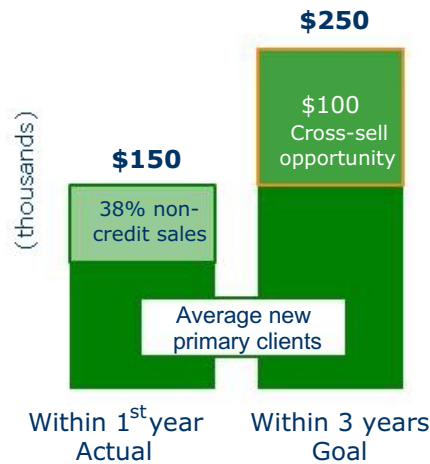 $250
$100
Cross-sell
opportunity
(thousands)
$150
38% non-
credit sales
Average new
primary clients
Within 1st year
Actual
Within 3 years
Goal